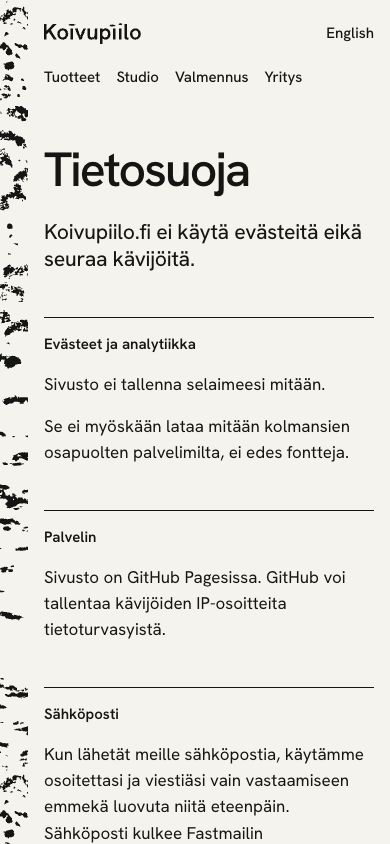 Koivupiilo
English
Tuotteet Studio Valmennus Yritys
Tietosuoja
Koivupiilo.fi ei käytä evästeitä eikä
seuraa kävijöitä.
Evästeet ja analytiikka
Sivusto ei tallenna selaimeesi mitään.
Se ei myöskään lataa mitään kolmansien
osapuolten palvelimilta, ei edes fontteja.
Palvelin
Sivusto on GitHub Pagesissa. GitHub voi
tallentaa kävijöiden IP-osoitteita
tietoturvasyistä.
Sähköposti
Kun lähetät meille sähköpostia, käytämme
osoitettasi ja viestiäsi vain vastaamiseen
emmekä luovuta niitä eteenpäin.
Sähköposti kulkee Fastmailin